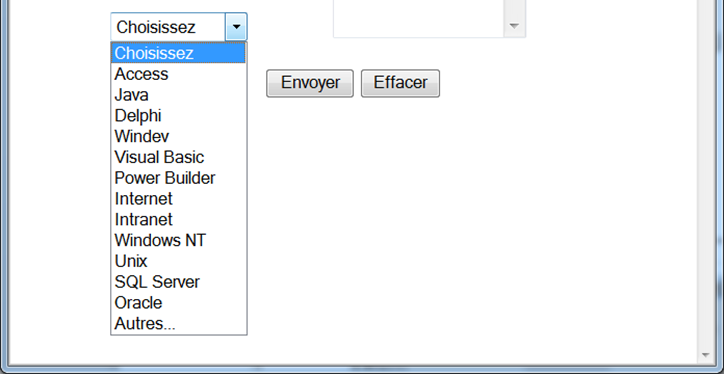 Choisissez
Choisissez
Access
Java
Delphi
Windev
Visual Basic
Power Builder
Internet
Intranet
Windows NT
Unix
SQL Server
Oracle
Autres...
Envoyer Effacer